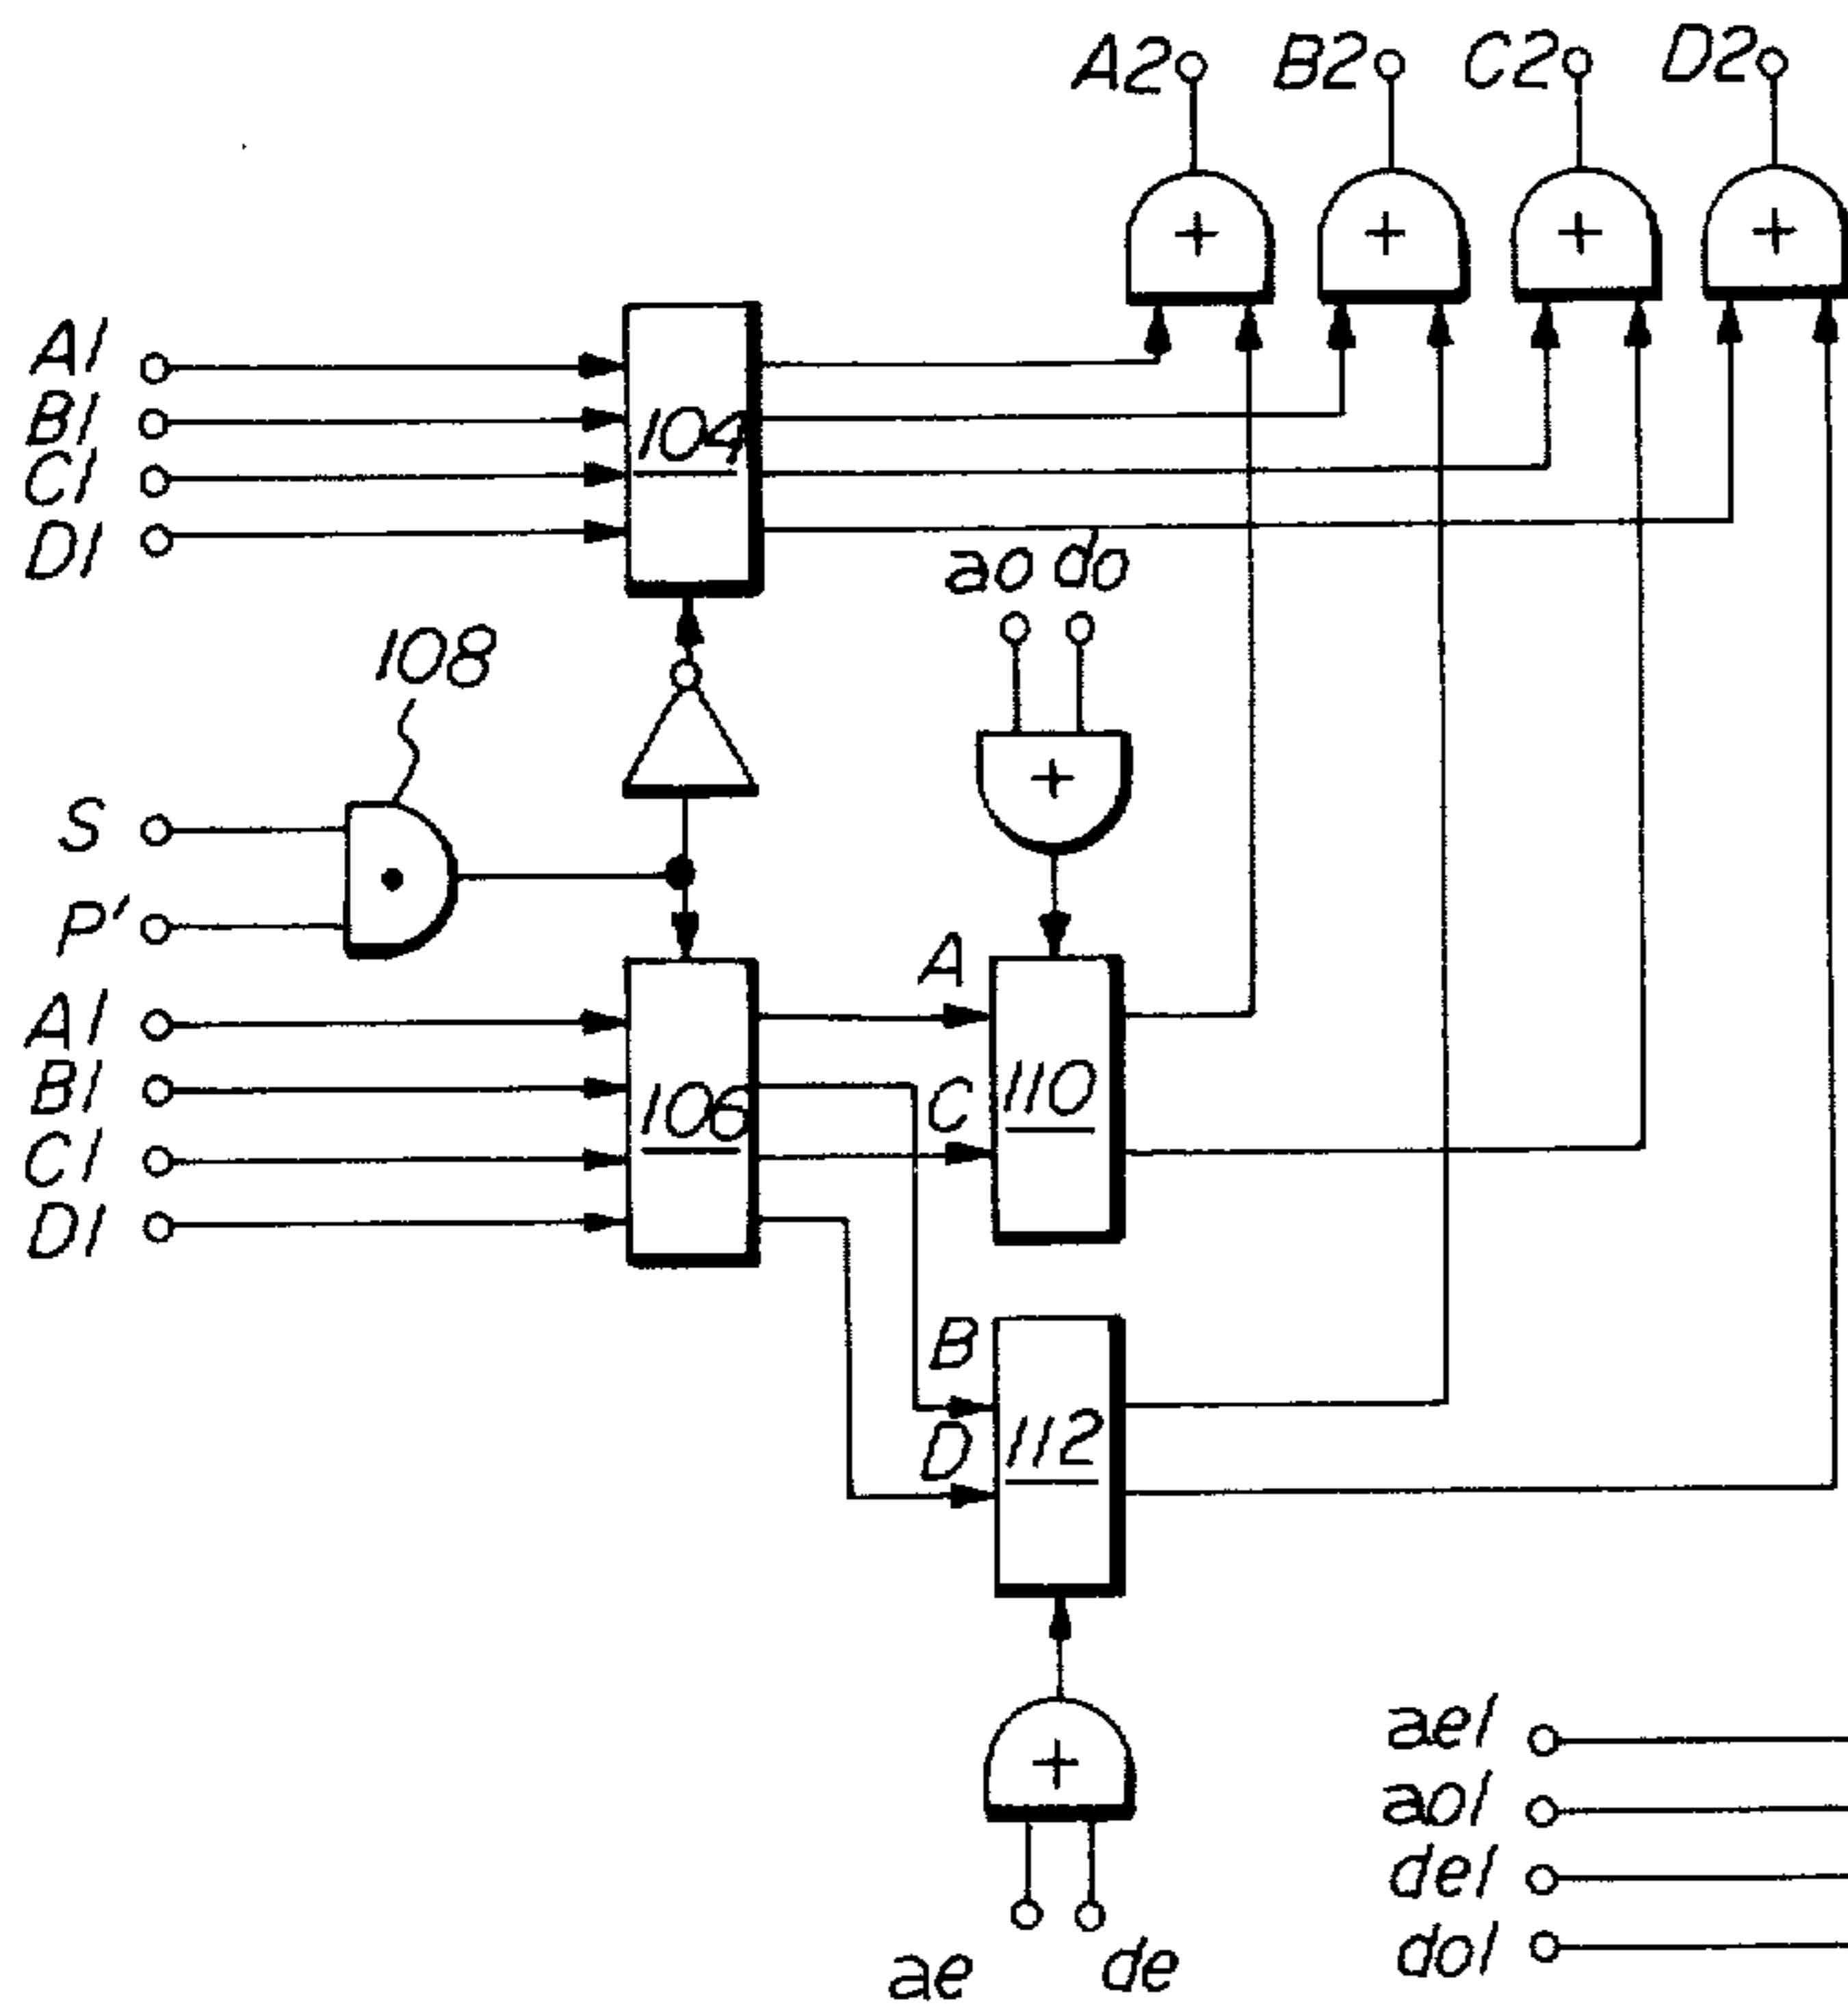 A2 B2 C2 D2
A1
B1
C1
D1
104
ao do
108
S
P'
A
A1
B1
C1
D1
106
C
110
B
D
112
ae1
ao1
de1
do1
ae de